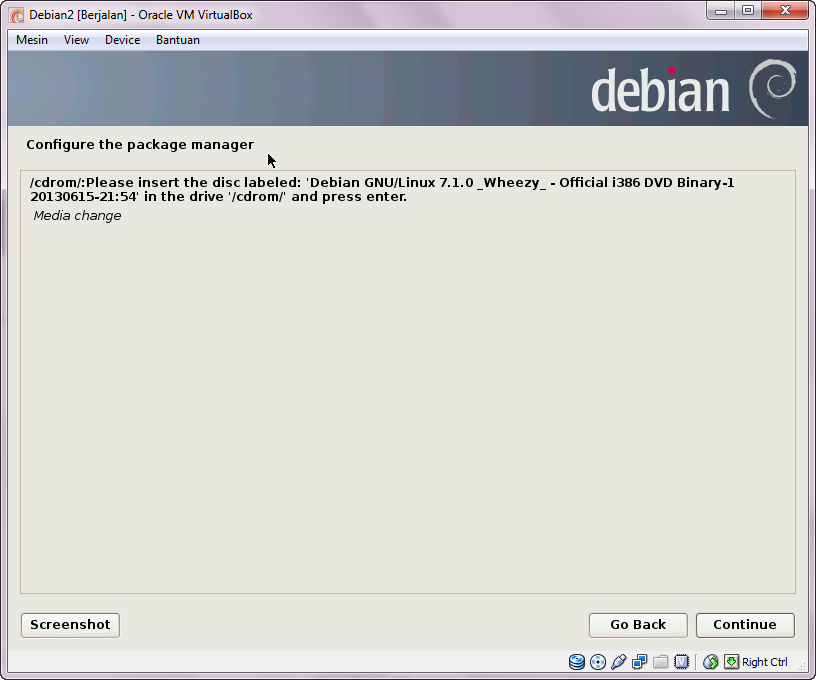 Debian2 [Berjalan] - Oracle VM VirtualBox
Mesin View Device Bantuan
debian
Configure the package manager
/cdrom/:Please insert the disc labeled: 'Debian GNU/Linux 7.1.0 _Wheezy_ - Official i386 DVD Binary-1
20130615-21:54' in the drive '/cdrom/' and press enter.
Media change
Screenshot Go Back Continue
Right Ctrl